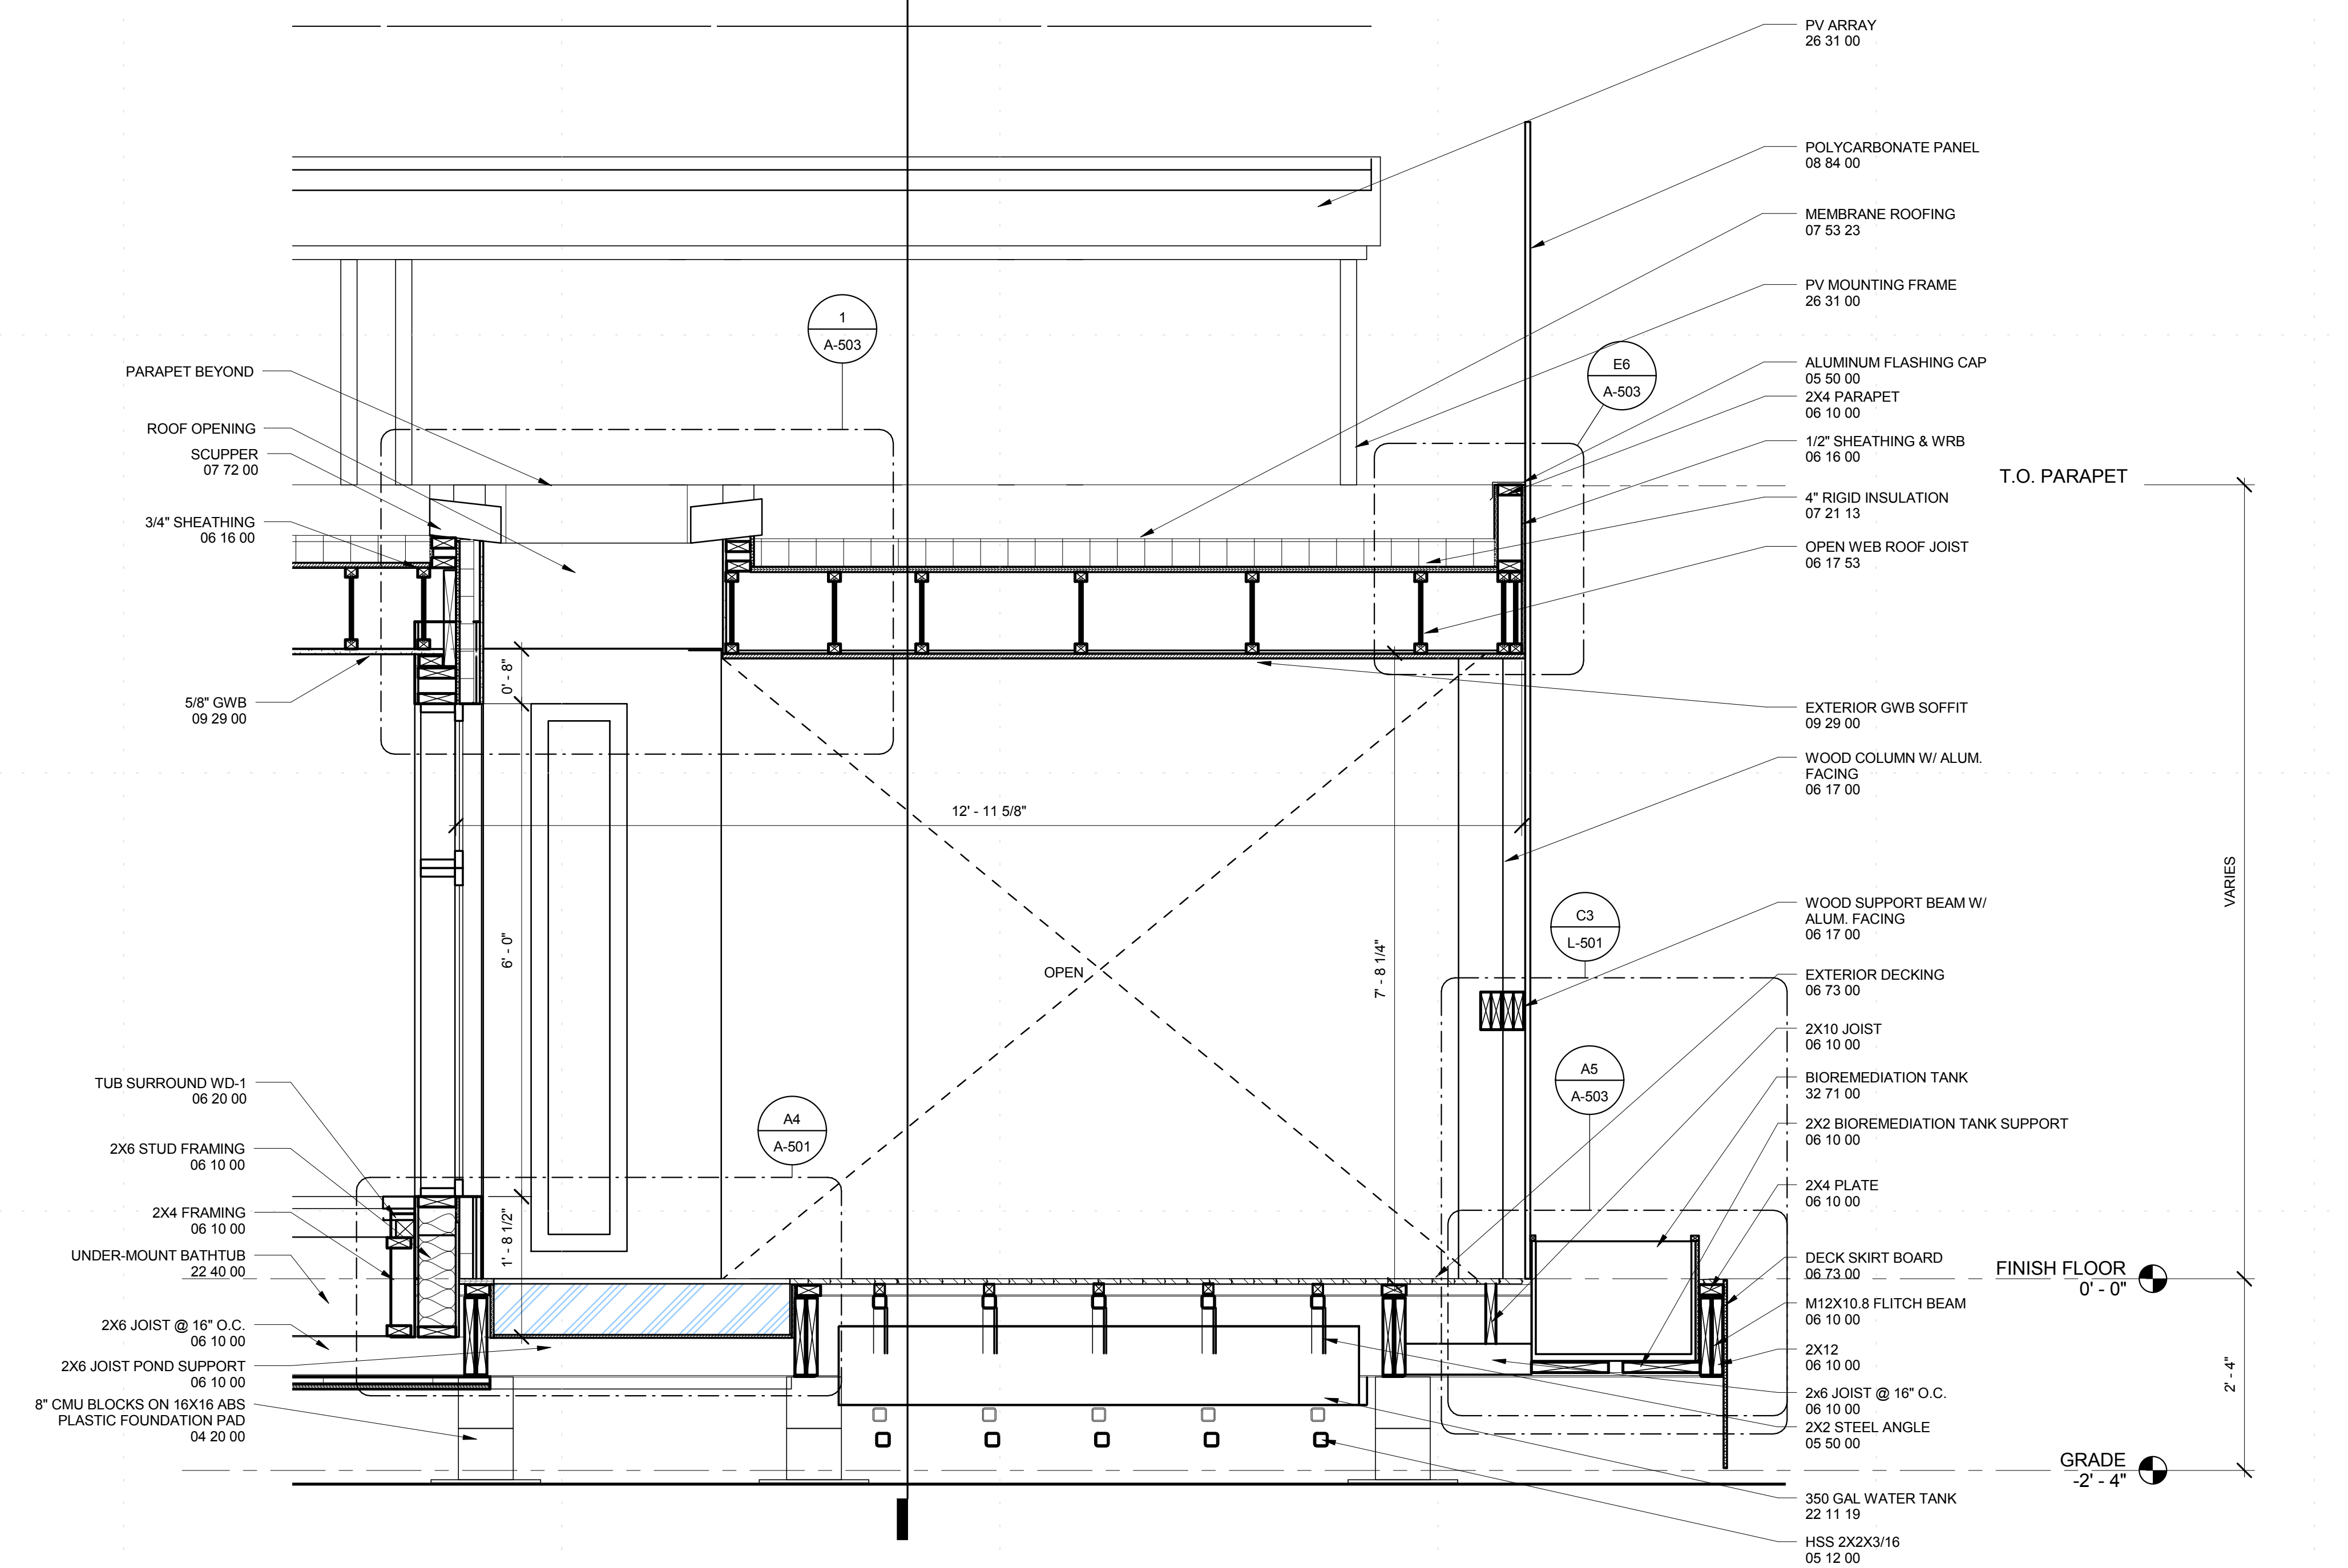 PV ARRAY
26 31 00
POLYCARBONATE PANEL
08 84 00
MEMBRANE ROOFING
07 53 23
PV MOUNTING FRAME
26 31 00
1
A-503
E6
A-503
ALUMINUM FLASHING CAP
05 50 00
2X4 PARAPET
06 10 00
1/2" SHEATHING & WRB
06 16 00
T.O. PARAPET
4" RIGID INSULATION
07 21 13
OPEN WEB ROOF JOIST
06 17 53
PARAPET BEYOND
ROOF OPENING
SCUPPER
07 72 00
3/4" SHEATHING
06 16 00
5/8" GWB
09 29 00
0' - 8"
EXTERIOR GWB SOFFIT
09 29 00
WOOD COLUMN W/ ALUM.
FACING
06 17 00
12' - 11 5/8"
VARIES
6' - 0"
OPEN
7' - 8 1/4"
C3
L-501
WOOD SUPPORT BEAM W/
ALUM. FACING
06 17 00
EXTERIOR DECKING
06 73 00
2X10 JOIST
06 10 00
A5
A-503
BIOREMEDIATION TANK
32 71 00
2X2 BIOREMEDIATION TANK SUPPORT
06 10 00
A4
A-501
2X4 PLATE
06 10 00
TUB SURROUND WD-1
06 20 00
2X6 STUD FRAMING
06 10 00
2X4 FRAMING
06 10 00
UNDER-MOUNT BATHTUB
22 40 00
2X6 JOIST @ 16" O.C.
06 10 00
2X6 JOIST POND SUPPORT
06 10 00
8" CMU BLOCKS ON 16X16 ABS
PLASTIC FOUNDATION PAD
04 20 00
1' - 8 1/2"
DECK SKIRT BOARD
06 73 00
FINISH FLOOR
0' - 0"
M12X10.8 FLITCH BEAM
06 10 00
2X12
06 10 00
2x6 JOIST @ 16" O.C.
06 10 00
2X2 STEEL ANGLE
05 50 00
2' - 4"
GRADE
-2' - 4"
350 GAL WATER TANK
22 11 19
HSS 2X2X3/16
05 12 00